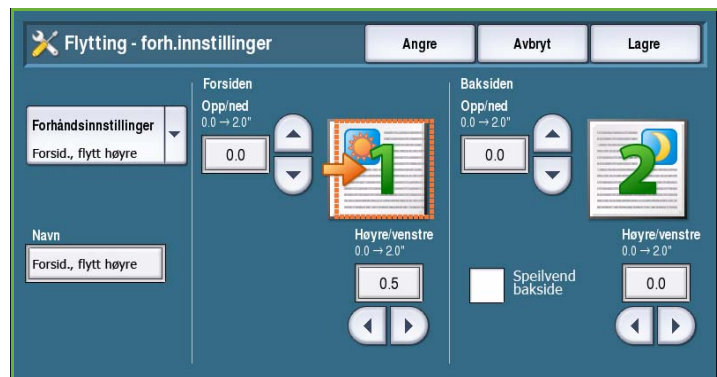 Flytting - forh.innstillinger
Angre
Avbryt
Lagre
Forhåndsinnstillinger
Forsid., flytt høyre
Navn
Forsid., flytt høyre
Forsiden
Opp/ned
0.0 → 2.0"
0.0
1
Høyre/venstre
0.0 → 2.0"
0.5
Baksiden
Opp/ned
0.0 → 2.0"
0.0
2
Speilvend
bakside
Høyre/venstre
0.0 → 2.0"
0.0